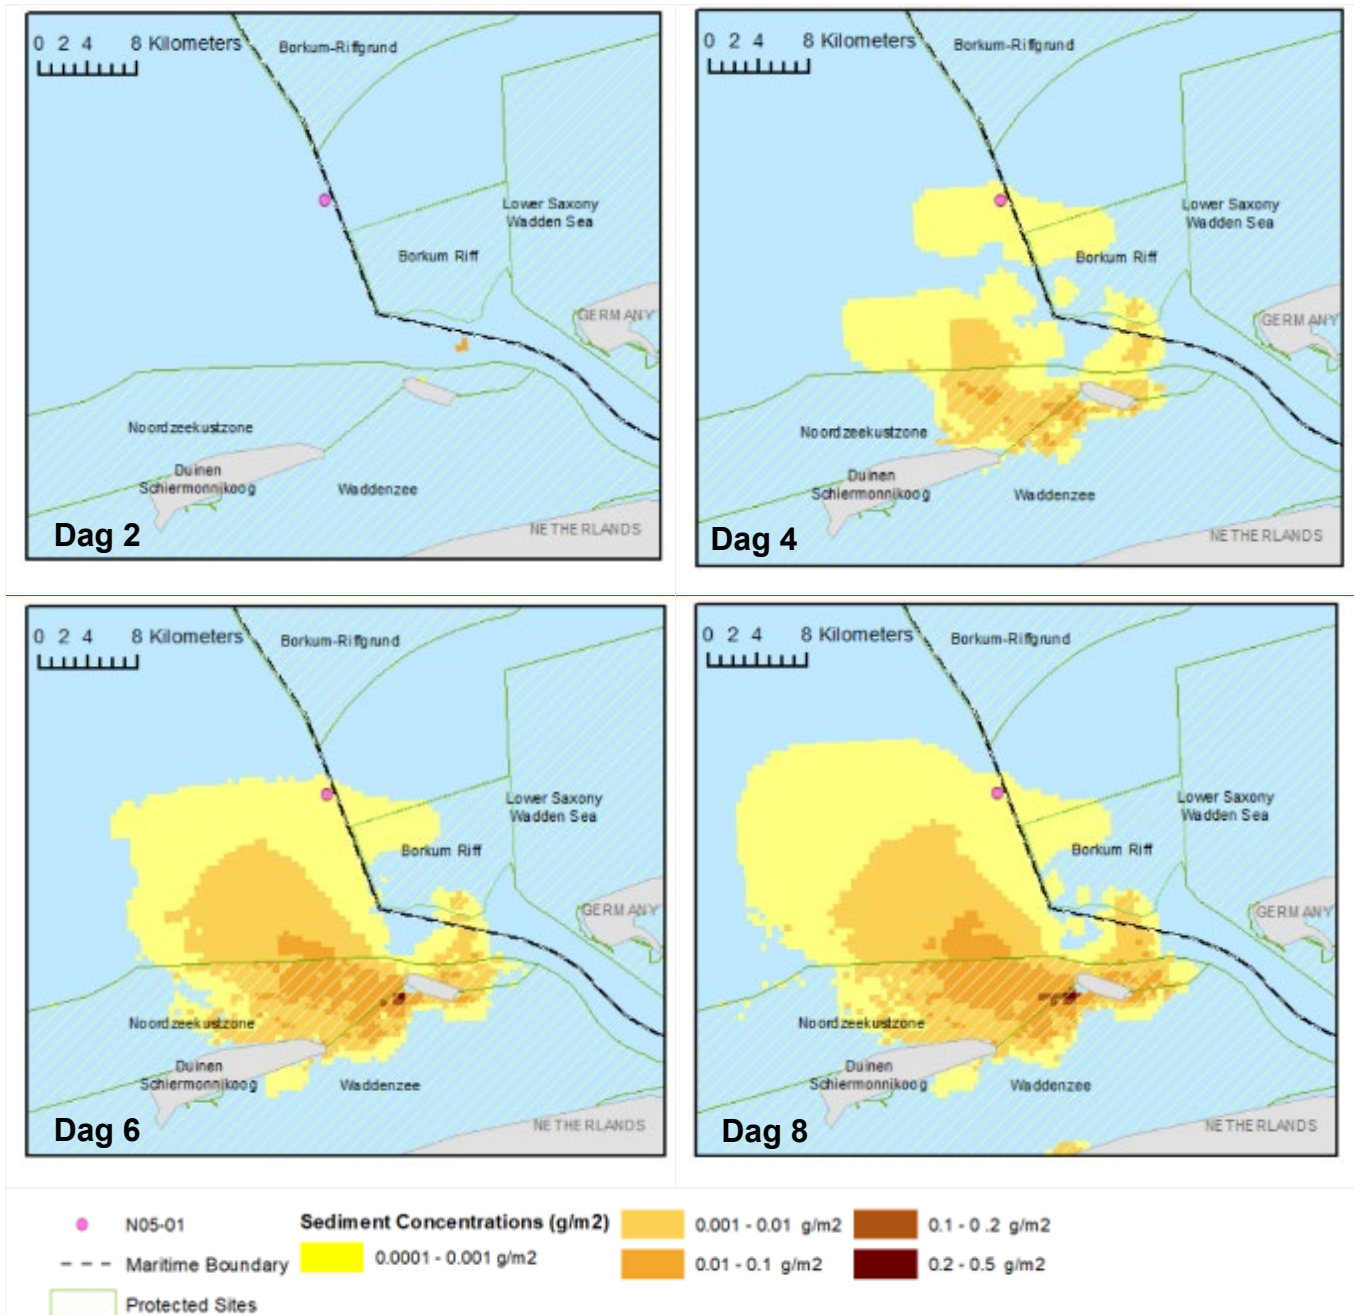 0 2 4 8 Kilometers
Borkum-Riffgrund
Lower Saxony
Wadden Sea
Borkum Riff
GERMANY
Noordzeekustzone
Duinen
Schiermonnikoog
Waddenzee
NETHERLANDS
Dag 2
0 2 4 8 Kilometers
Borkum-Riffgrund
Lower Saxony
Wadden Sea
Borkum Riff
GERMANY
Noordzeekustzone
Duinen
Schiermonnikoog
Waddenzee
NETHERLANDS
Dag 4
0 2 4 8 Kilometers
Borkum-Riffgrund
Lower Saxony
Wadden Sea
Borkum Riff
GERMANY
Noordzeekustzone
Duinen
Schiermonnikoog
Waddenzee
NETHERLANDS
Dag 6
0 2 4 8 Kilometers
Borkum-Riffgrund
Lower Saxony
Wadden Sea
Borkum Riff
GERMANY
Noordzeekustzone
Duinen
Schiermonnikoog
Waddenzee
NETHERLANDS
Dag 8
N05-01
Maritime Boundary
Protected Sites
Sediment Concentrations (g/m2)
0.0001 - 0.001 g/m2
0.001 - 0.01 g/m2
0.01 - 0.1 g/m2
0.1 - 0 .2 g/m2
0.2 - 0.5 g/m2